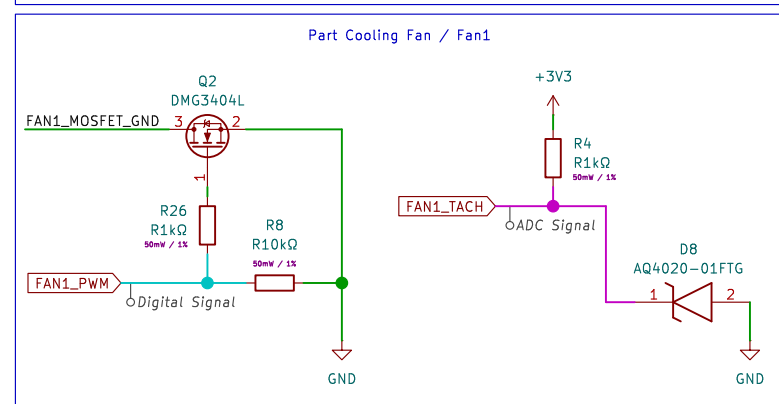 Part Cooling Fan / Fan1
Q2
DMG3404L
FAN1_MOSFET_GND
3
2
1
R26
R1kΩ
50mW / 1%
R8
R10kΩ
50mW / 1%
FAN1_PWM
Digital Signal
GND
+3V3
R4
R1kΩ
50mW / 1%
FAN1_TACH
ADC Signal
D8
AQ4020-01FTG
1
2
GND